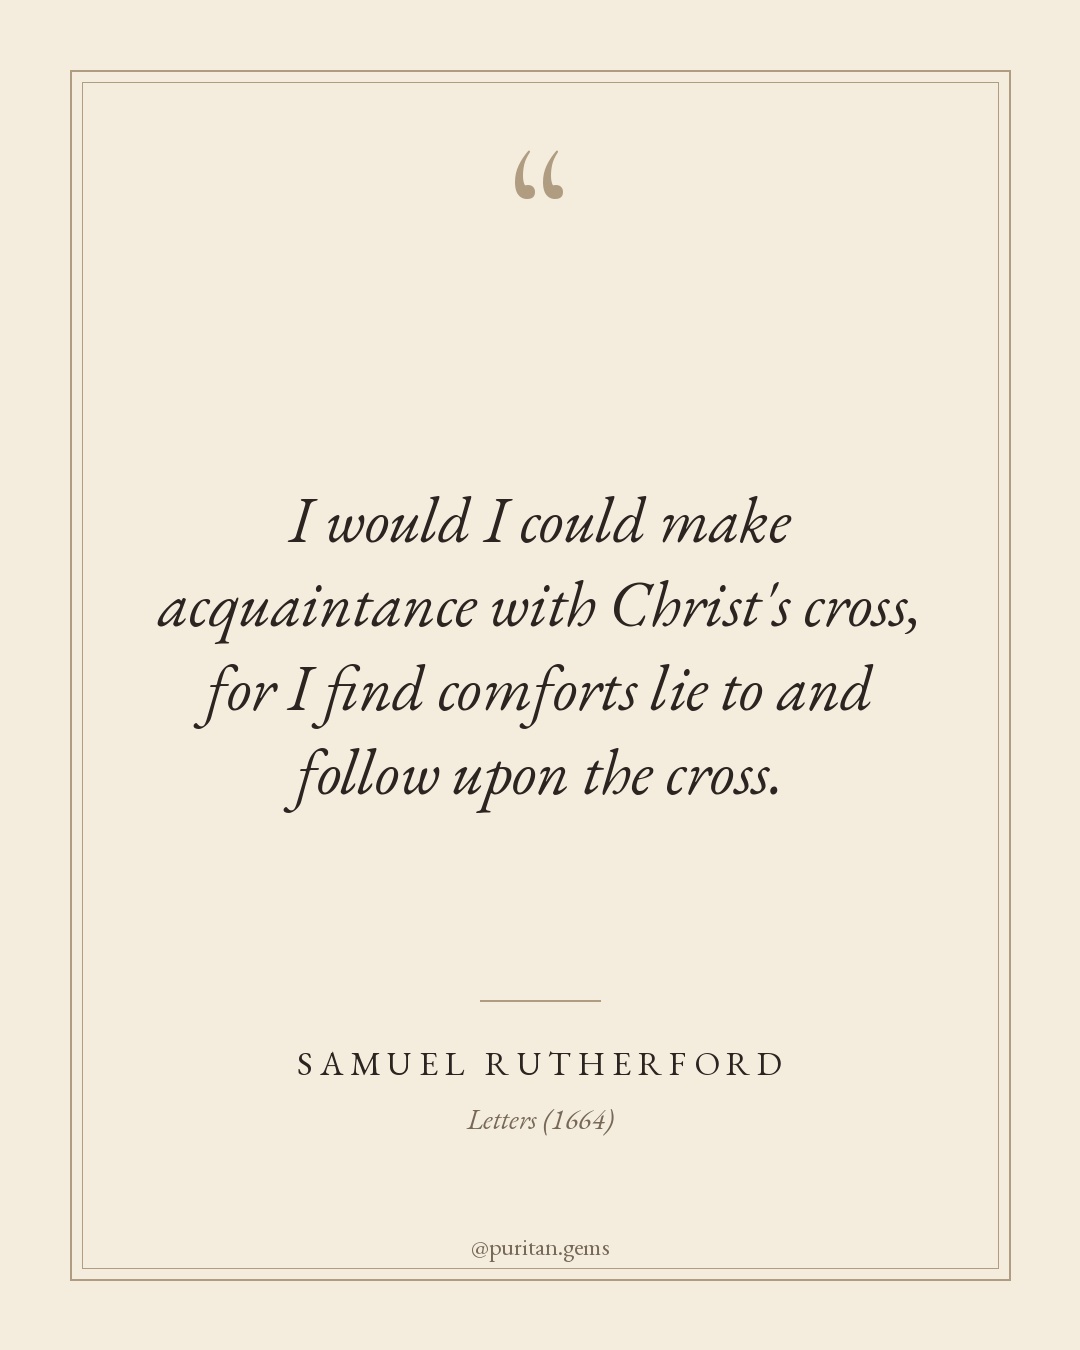 “
I would I could make
acquaintance with Christ's cross,
for I find comforts lie to and
follow upon the cross.
SAMUEL RUTHERFORD
Letters (1664)
@puritan.gems